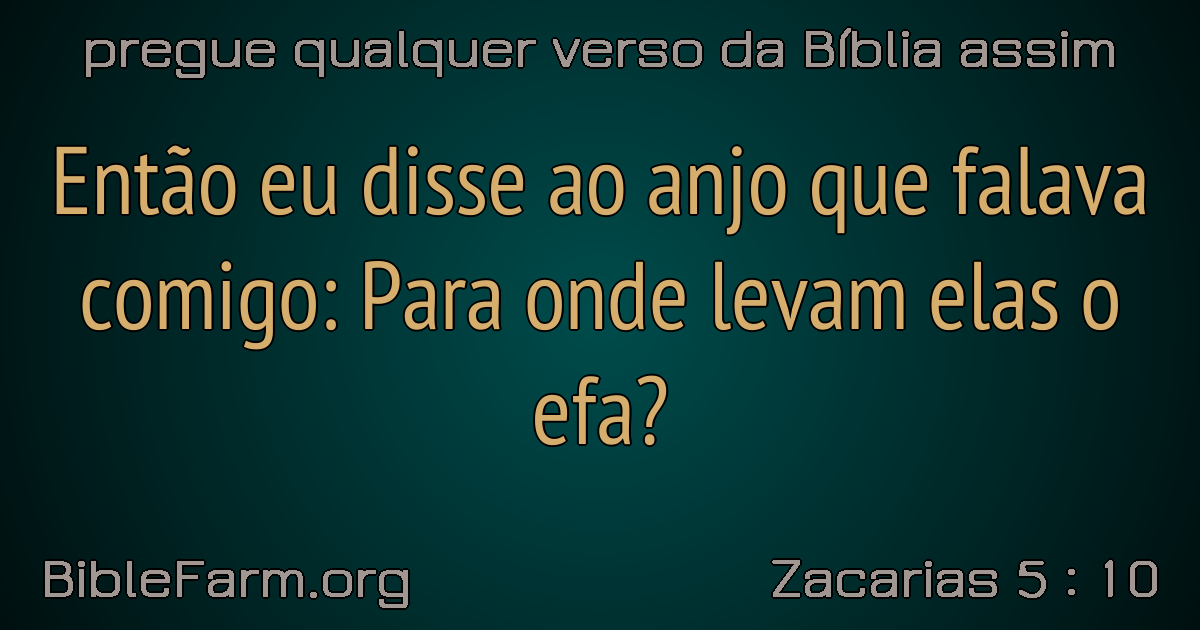 pregue qualquer verso da Bíblia assim
Então eu disse ao anjo que falava
comigo: Para onde levam elas o
efa?
BibleFarm.org
Zacarias 5 : 10